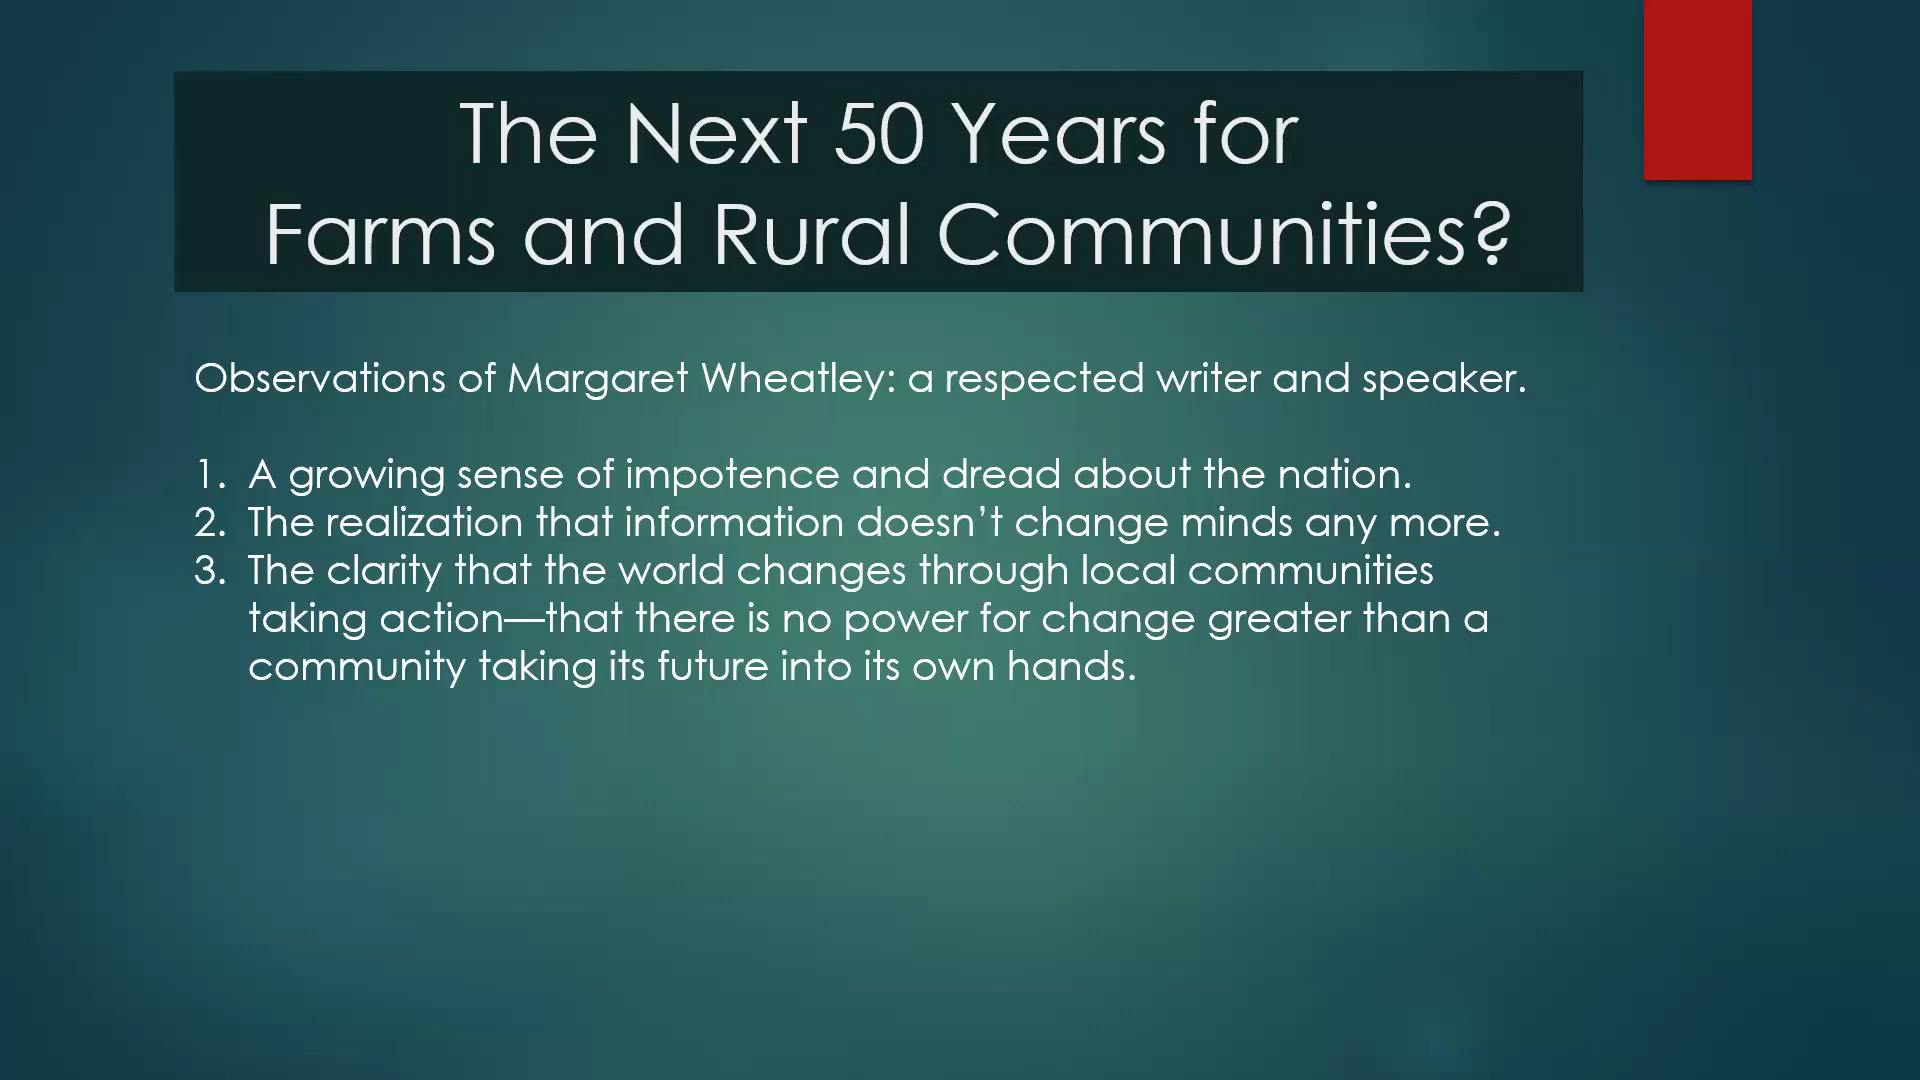 The Next 50 Years for
Farms and Rural Communities?
Observations of Margaret Wheatley: a respected writer and speaker.
1. A growing sense of impotence and dread about the nation.
2. The realization that information doesn’t change minds any more.
3. The clarity that the world changes through local communities
taking action—that there is no power for change greater than a
community taking its future into its own hands.